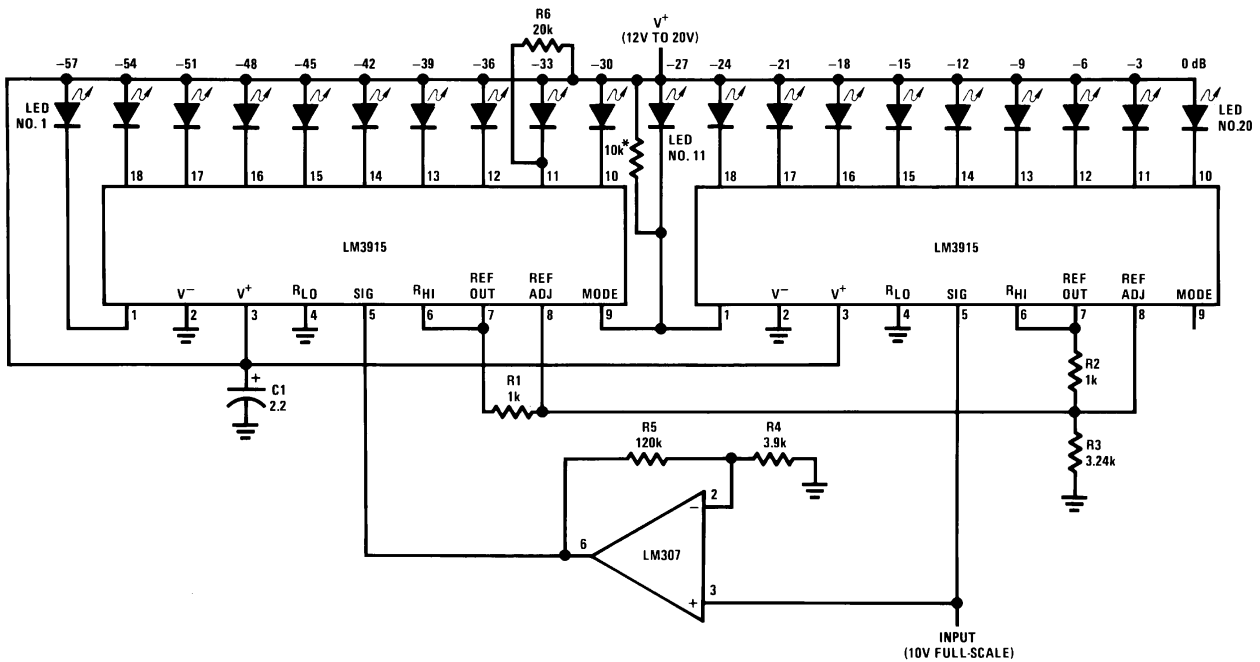 R6
20k
V+
(12V TO 20V)
−57 −54 −51 −48 −45 −42 −39 −36 −33 −30 −27 −24 −21 −18 −15 −12 −9 −6 −3 0 dB
LED
NO. 1
10k*
LED
NO. 11
LED
NO.20
18 17 16 15 14 13 12 11 10 18 17 16 15 14 13 12 11 10
LM3915 LM3915
V− V+ RLO SIG RHI REF OUT REF ADJ MODE
V− V+ RLO SIG RHI REF OUT REF ADJ MODE
1 2 3 4 5 6 7 8 9 1 2 3 4 5 6 7 8 9
+
C1
2.2
R1
1k
R2
1k
R5
120k
R4
3.9k
R3
3.24k
2
−
6
LM307
3
+
INPUT
(10V FULL-SCALE)